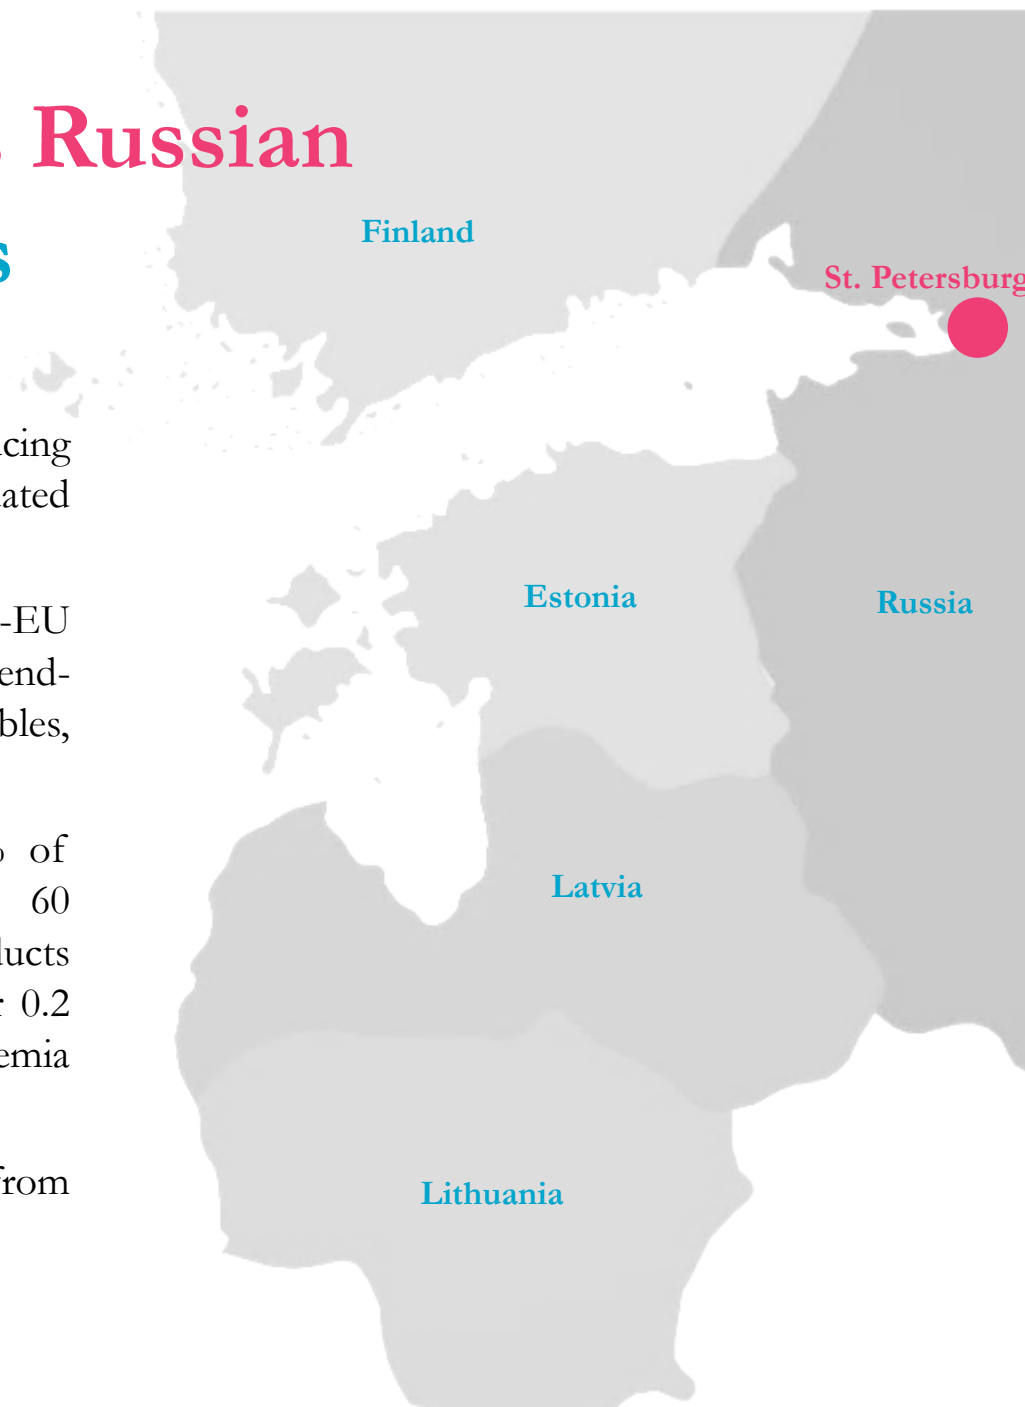 Russian
s
Finland
St. Petersburg
cing
ated
-EU
Estonia
Russia
end-
bles,
of
Latvia
60
ducts
r 0.2
emia
from
Lithuania